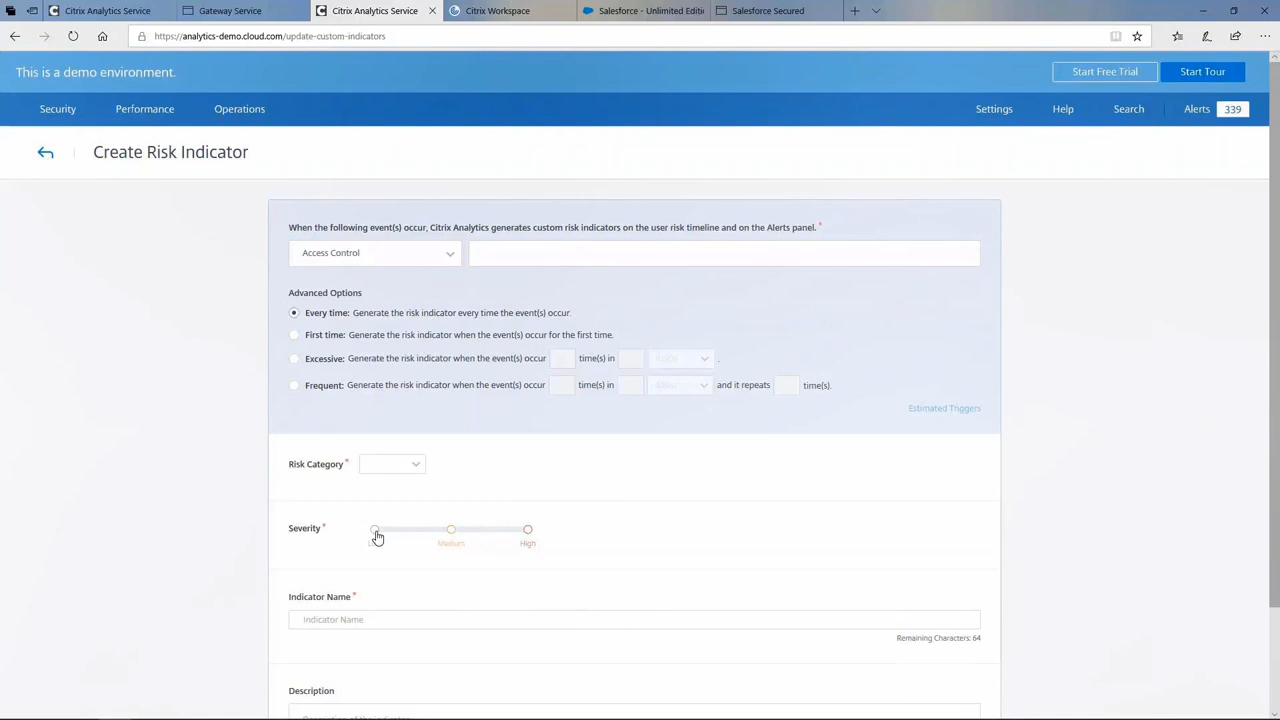 Citrix Analytics Service
Gateway Service
Citrix Analytics Service
Citrix Workspace
Salesforce - Unlimited Editi
Salesforce Secured
https://analytics-demo.cloud.com/update-custom-indicators
This is a demo environment.
Start Free Trial
Start Tour
Security
Performance
Operations
Settings
Help
Search
Alerts 339
Create Risk Indicator
When the following event(s) occur, Citrix Analytics generates custom risk indicators on the user risk timeline and on the Alerts panel. *
Access Control
Advanced Options
Every time: Generate the risk indicator every time the event(s) occur.
First time: Generate the risk indicator when the event(s) occur for the first time.
Excessive: Generate the risk indicator when the event(s) occur time(s) in .
Frequent: Generate the risk indicator when the event(s) occur time(s) in and it repeats time(s).
Estimated Triggers
Risk Category *
Severity *
Medium
High
Indicator Name *
Indicator Name
Remaining Characters: 64
Description